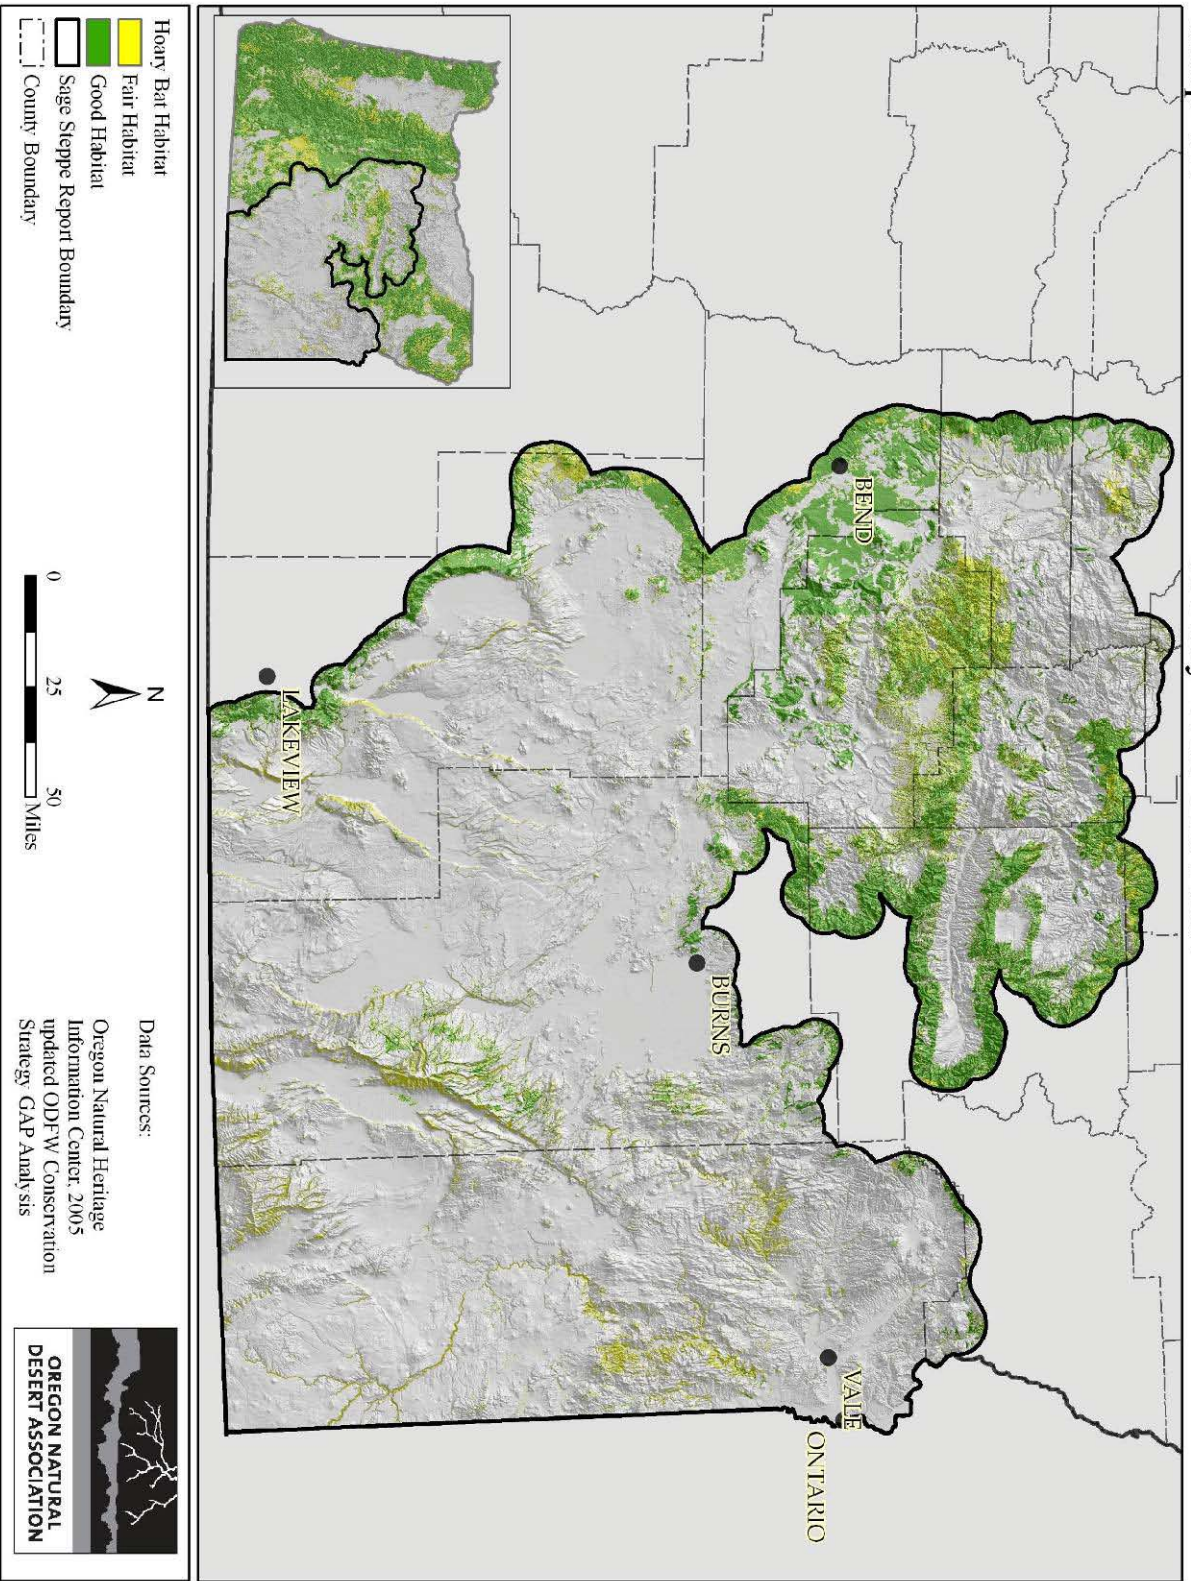 BEND
BURNS
VALE
ONTARIO
LAKEVIEW
Hoary Bat Habitat
Fair Habitat
Good Habitat
Sage Steppe Report Boundary
County Boundary
N
0 25 50
Miles
Data Sources:
Oregon Natural Heritage
Information Center, 2005
updated ODFW Conservation
Strategy GAP Analysis
OREGON NATURAL
DESERT ASSOCIATION